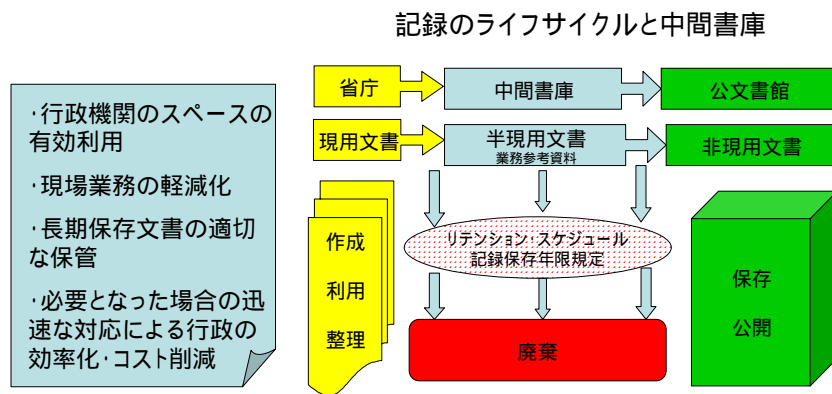 記録のライフサイクルと中間書庫
・行政機関のスペースの
有効利用
・現場業務の軽減化
・長期保存文書の適切
な保管
・必要となった場合の迅
速な対応による行政の
効率化・コスト削減
省庁
中間書庫
公文書館
現用文書
半現用文書
業務参考資料
非現用文書
作成
利用
整理
リテンション・スケジュール
記録保存年限規定
廃棄
保存
公開